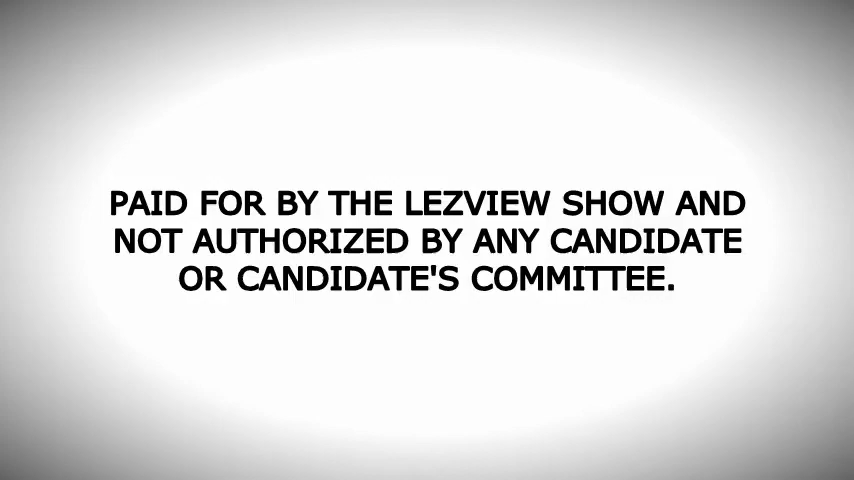 PAID FOR BY THE LEZVIEW SHOW AND
NOT AUTHORIZED BY ANY CANDIDATE
OR CANDIDATE'S COMMITTEE.